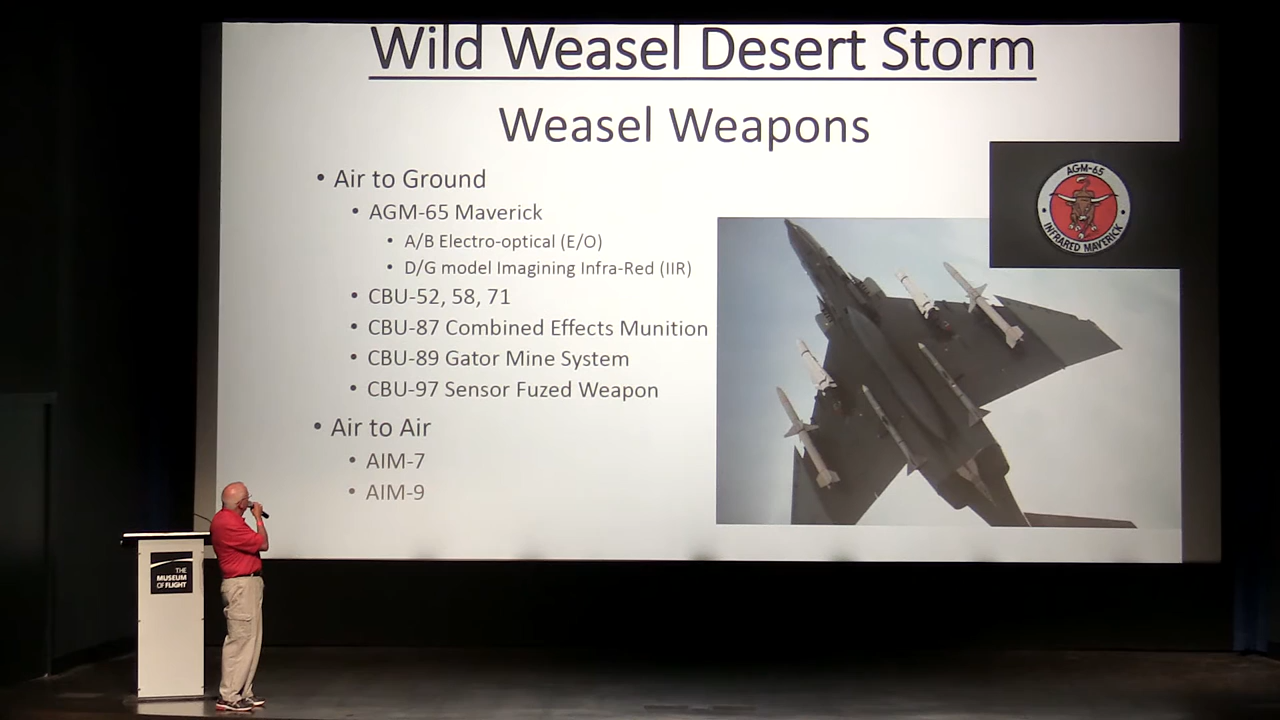 Wild Weasel Desert Storm
Weasel Weapons
• Air to Ground
• AGM-65 Maverick
• A/B Electro-optical (E/O)
• D/G model Imagining Infra-Red (IIR)
• CBU-52, 58, 71
• CBU-87 Combined Effects Munition
• CBU-89 Gator Mine System
• CBU-97 Sensor Fuzed Weapon
• Air to Air
• AIM-7
• AIM-9
AGM-65
INFRARED MAVERICK
THE
MUSEUM
OF FLIGHT